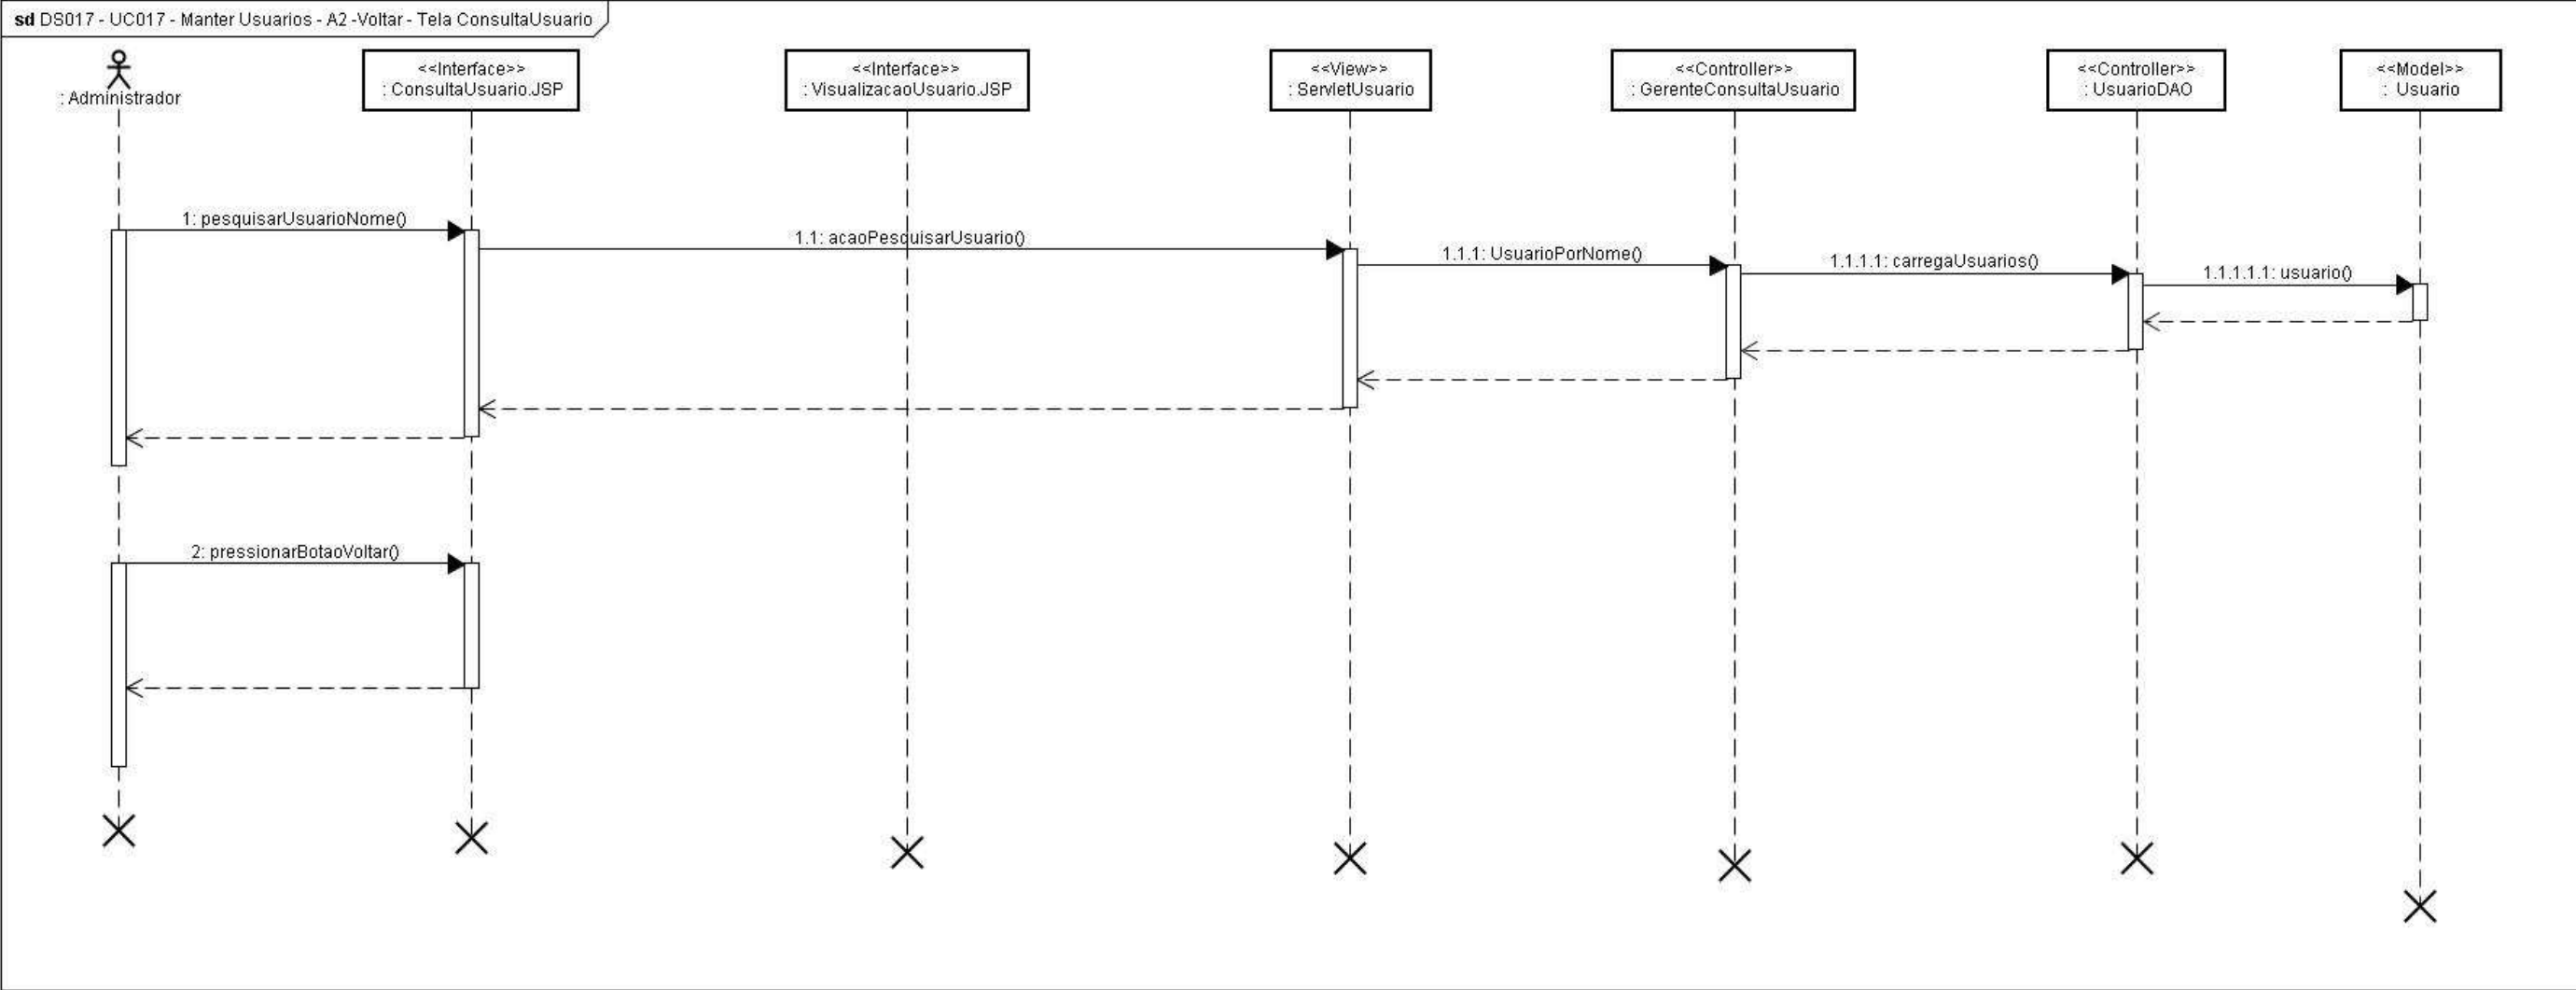 sd DS017 - UC017 - Manter Usuarios - A2 -Voltar - Tela ConsultaUsuario
: Administrador
<<Interface>>
: ConsultaUsuario.JSP
<<Interface>>
: VisualizacaoUsuario.JSP
<<View>>
: ServletUsuario
<<Controller>>
: GerenteConsultaUsuario
<<Controller>>
: UsuarioDAO
<<Model>>
: Usuario
1: pesquisarUsuarioNome()
1.1: acaoPesquisarUsuario()
1.1.1: UsuarioPorNome()
1.1.1.1: carregaUsuarios()
1.1.1.1.1: usuario()
2: pressionarBotaoVoltar()